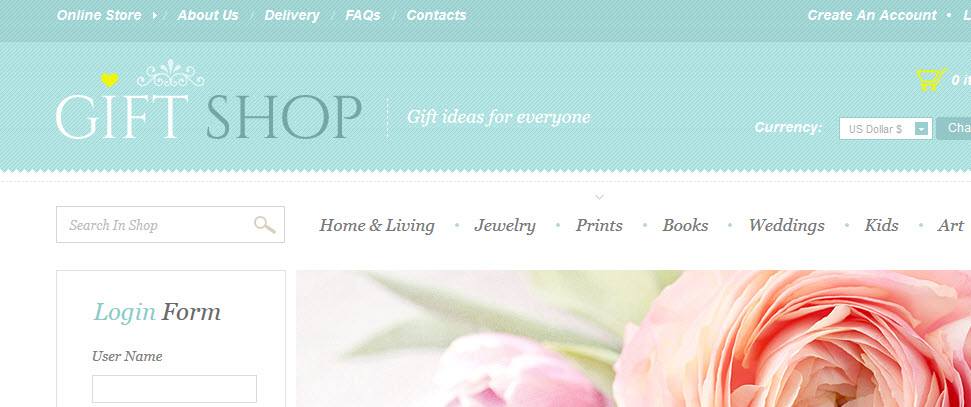 Online Store / About Us / Delivery / FAQs / Contacts
Create An Account •
GIFT SHOP
Gift ideas for everyone
0
Currency: US Dollar $
Search In Shop
Home & Living • Jewelry • Prints • Books • Weddings • Kids • Art
Login Form
User Name